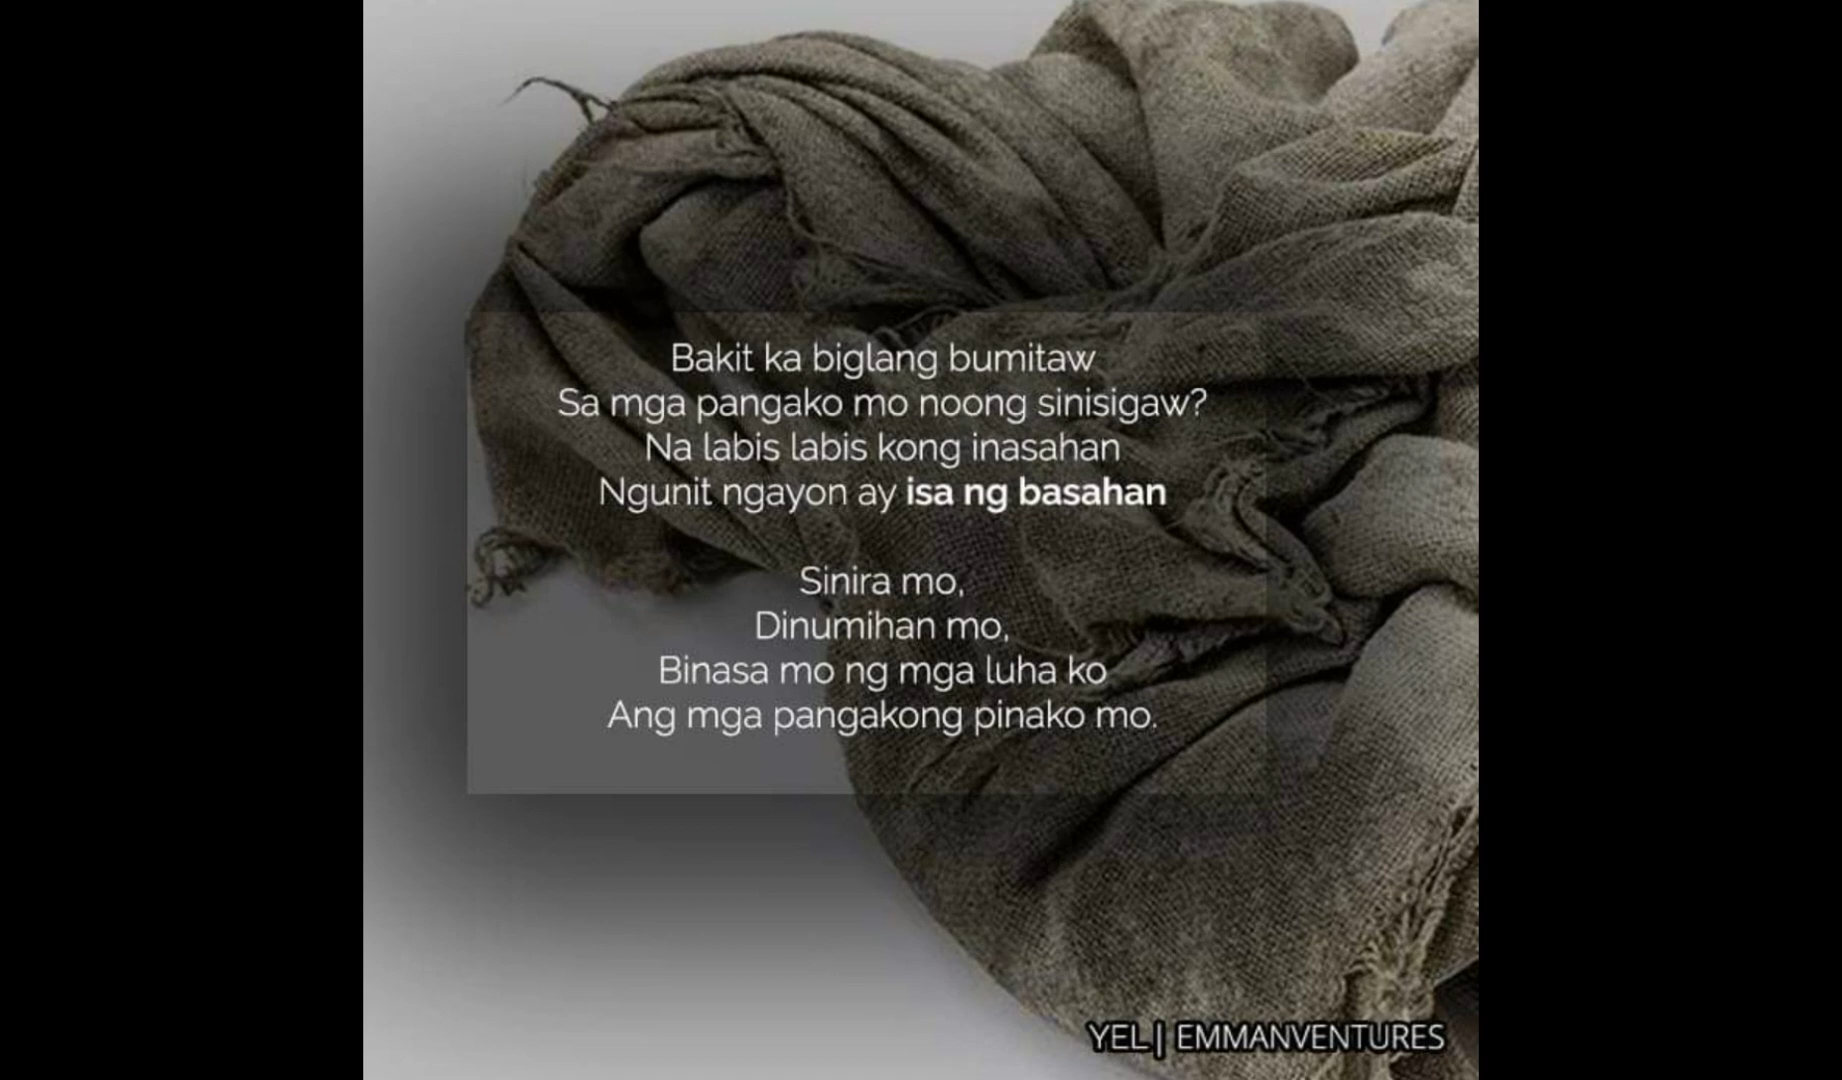 Bakit ka biglang bumitaw
Sa mga pangako mo noong sinisigaw?
Na labis labis kong inasahan
Ngunit ngayon ay isa ng basahan
Sinira mo,
Dinumihan mo,
Binasa mo ng mga luha ko
Ang mga pangakong pinako mo.
YEL| EMMANVENTURES